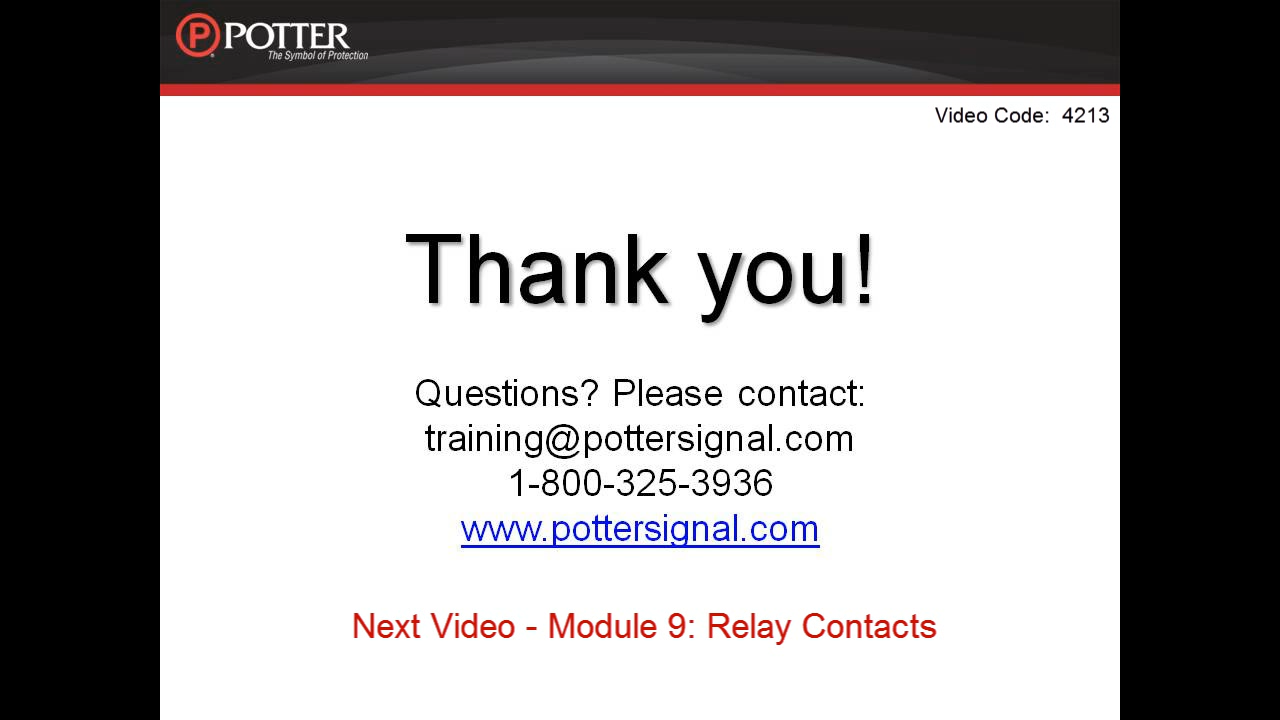 POTTER
The Symbol of Protection
Video Code: 4213
Thank you!
Questions? Please contact:
training@pottersignal.com
1-800-325-3936
www.pottersignal.com
Next Video - Module 9: Relay Contacts